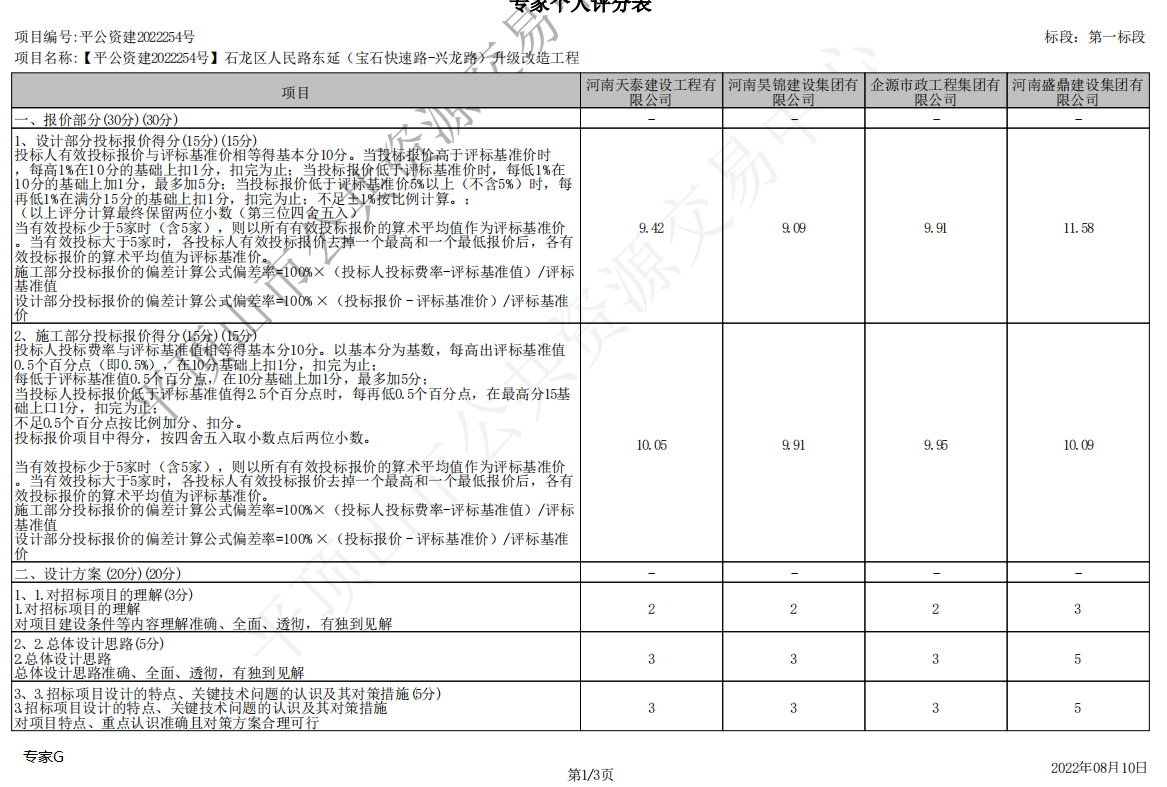 专家个人评分表
项目编号:平公资建2022254号
标段：第一标段
项目名称:【平公资建2022254号】石龙区人民路东延（宝石快速路-兴龙路）升级改造工程
项目
河南天泰建设工程有
限公司
河南昊锦建设集团有
限公司
企源市政工程集团有
限公司
河南盛鼎建设集团有
限公司
一、报价部分(30分)(30分)
－ － － －
1、设计部分投标报价得分(15分)(15分)
投标人有效投标报价与评标基准价相等得基本分10分。当投标报价高于评标基准价时
，每高1%在10分的基础上扣1分，扣完为止；当投标报价低于评标基准价时，每低1%在
10分的基础上加1分，最多加5分；当投标报价低于评标基准价5%以上（不含5%）时，每
再低1%在满分15分的基础上扣1分，扣完为止；不足±1%按比例计算。；
（以上评分计算最终保留两位小数（第三位四舍五入）
当有效投标少于5家时（含5家），则以所有有效投标报价的算术平均值作为评标基准价
。当有效投标大于5家时，各投标人有效投标报价去掉一个最高和一个最低报价后，各有
效投标报价的算术平均值为评标基准价。
施工部分投标报价的偏差计算公式偏差率=100%×（投标人投标费率-评标基准值）/评标
基准值
设计部分投标报价的偏差计算公式偏差率=100%×（投标报价－评标基准价）/评标基准
价
9.42 9.09 9.91 11.58
2、施工部分投标报价得分(15分)(15分)
投标人投标费率与评标基准值相等得基本分10分。以基本分为基数，每高出评标基准值
0.5个百分点（即0.5%），在10分基础上扣1分，扣完为止；
每低于评标基准值0.5个百分点，在10分基础上加1分，最多加5分；
当投标人投标报价低于评标基准值得2.5个百分点时，每再低0.5个百分点，在最高分15基
础上口1分，扣完为止；
不足0.5个百分点按比例加分、扣分。
投标报价项目中得分，按四舍五入取小数点后两位小数。
当有效投标少于5家时（含5家），则以所有有效投标报价的算术平均值作为评标基准价
。当有效投标大于5家时，各投标人有效投标报价去掉一个最高和一个最低报价后，各有
效投标报价的算术平均值为评标基准价。
施工部分投标报价的偏差计算公式偏差率=100%×（投标人投标费率-评标基准值）/评标
基准值
设计部分投标报价的偏差计算公式偏差率=100%×（投标报价－评标基准价）/评标基准
价
10.05 9.91 9.95 10.09
二、设计方案(20分)(20分)
－ － － －
1、1.对招标项目的理解(3分)
1.对招标项目的理解
对项目建设条件等内容理解准确、全面、透彻，有独到见解
2 2 2 3
2、2.总体设计思路(5分)
2.总体设计思路
总体设计思路准确、全面、透彻，有独到见解
3 3 3 5
3、3.招标项目设计的特点、关键技术问题的认识及其对策措施(5分)
3.招标项目设计的特点、关键技术问题的认识及其对策措施
对项目特点、重点认识准确且对策方案合理可行
3 3 3 5
专家G
第1/3页
2022年08月10日
平顶山市公共资源交易中心
平顶山市公共资源交易中心